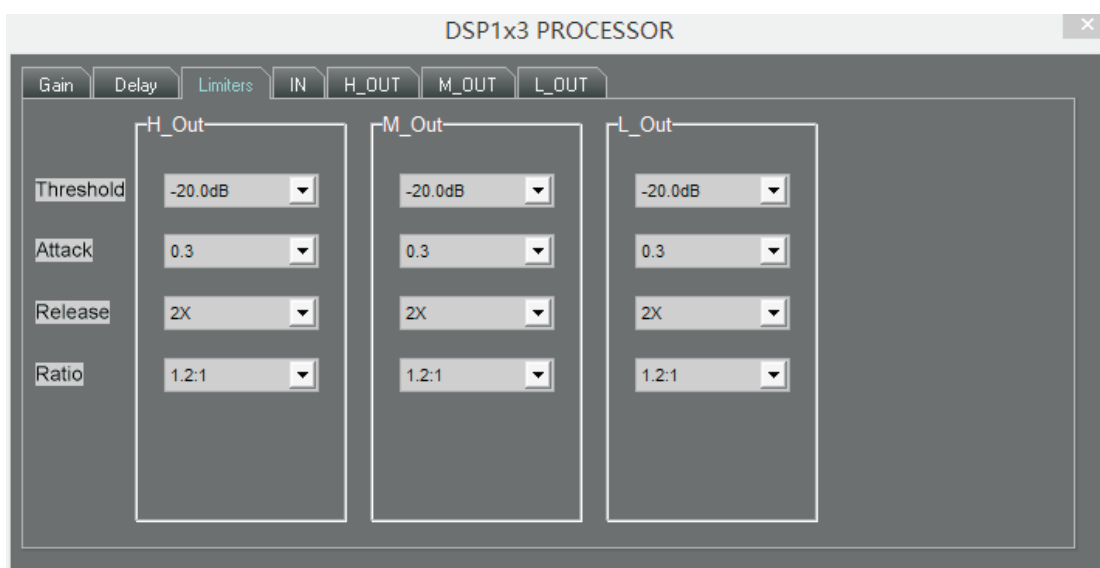 DSP1x3 PROCESSOR
Gain Delay Limiters IN H_OUT M_OUT L_OUT
H_Out M_Out L_Out
Threshold -20.0dB -20.0dB -20.0dB
Attack 0.3 0.3 0.3
Release 2X 2X 2X
Ratio 1.2:1 1.2:1 1.2:1